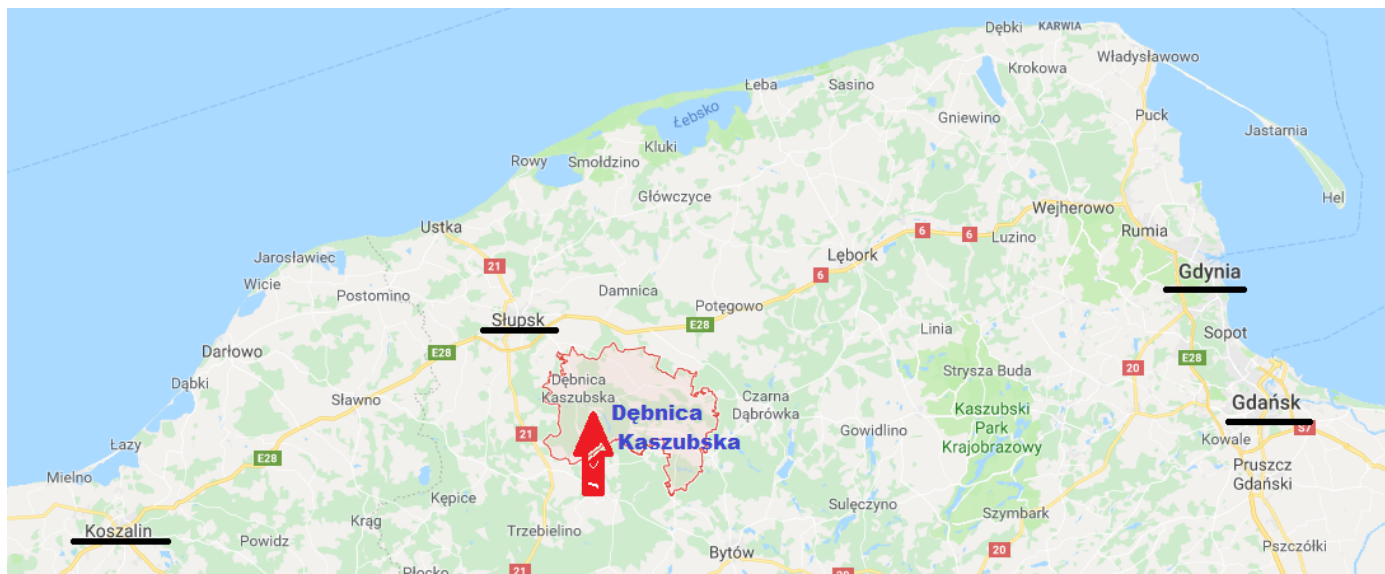 Dębki
KARWIA
Władysławowo
Krokowa
Łeba
Sasino
Gniewino
Puck
Łebsko
Jastarnia
Kluki
Rowy
Smołdzino
Główczyce
Hel
Wejherowo
Ustka
6
6
Luzino
Rumia
Jarosławiec
21
Lębork
6
Gdynia
Wicie
Postomino
Damnica
Potęgowo
Słupsk
E28
Linia
Sopot
Darłowo
E28
E28
20
Strysza Buda
Dąbki
Dębnica
Kaszubska
Czarna
Dąbrówka
Sławno
Dębnica
Kaszubska
Kaszubski
Park
Krajobrazowy
Gdańsk
21
Gowidlino
S7
Kowale
Łazy
E28
Mielno
Pruszcz
Gdański
Kępice
Sulęczyno
Szymbark
Koszalin
Krąg
Trzebielino
Powidz
Bytów
20
Pszczółki
Płocko
21
20